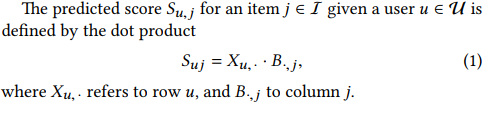 The predicted score S_{u,j} for an item j ∈ 𝓘 given a user u ∈ 𝓤 is
defined by the dot product
S_{uj} = X_{u,·} · B_{·,j}, (1)
where X_{u,·} refers to row u, and B_{·,j} to column j.